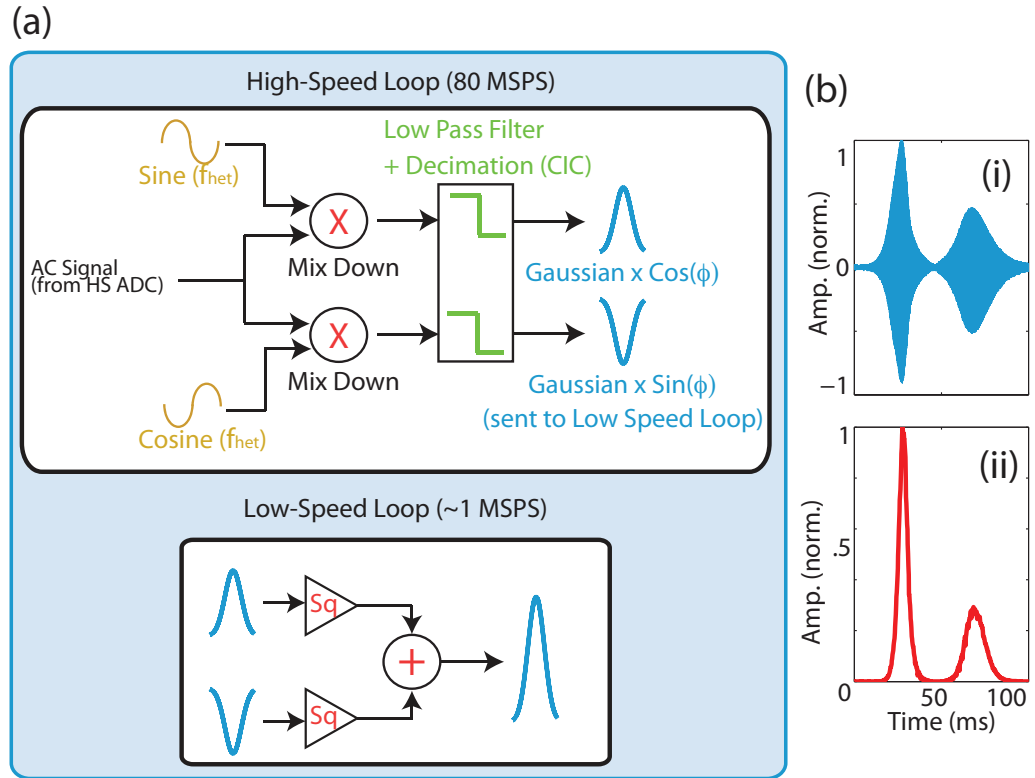 (a)
High-Speed Loop (80 MSPS)
Sine (fhet)
Low Pass Filter
+ Decimation (CIC)
X
Mix Down
AC Signal
(from HS ADC)
Gaussian x Cos(ϕ)
X
Mix Down
Gaussian x Sin(ϕ)
(sent to Low Speed Loop)
Cosine (fhet)
Low-Speed Loop (~1 MSPS)
Sq
+
Sq
(b)
(i)
1
0
−1
Amp. (norm.)
(ii)
1
.5
0
Amp. (norm.)
0 50 100
Time (ms)